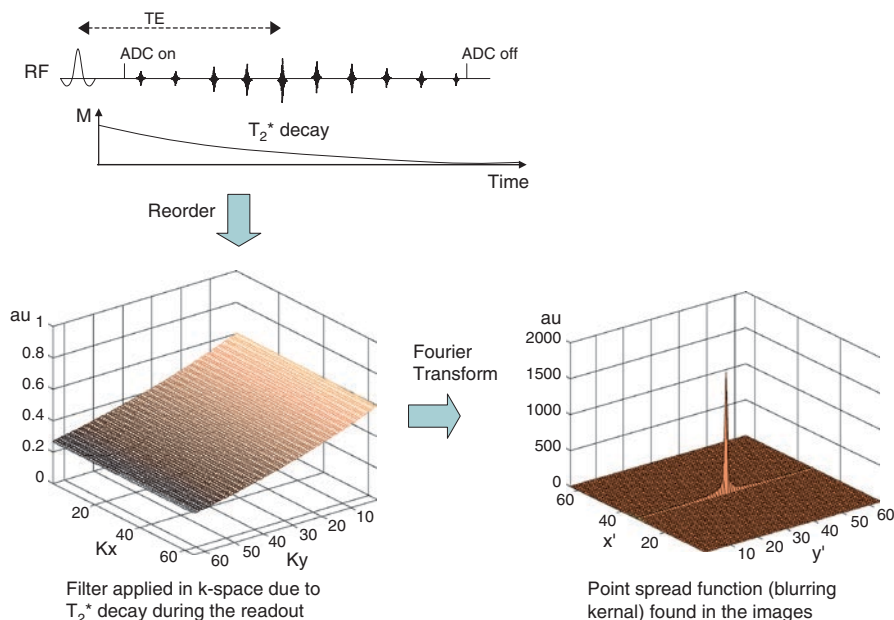 TE
ADC on
ADC off
RF
M
T2* decay
Time
Reorder
au
1
0.8
0.6
0.4
0.2
0
20
40
60
Kx
60
50
40
30
20
10
Ky
Fourier
Transform
au
2000
1500
1000
500
0
60
40
20
x'
10
20
30
40
50
60
y'
Filter applied in k-space due to
T2* decay during the readout
Point spread function (blurring
kernal) found in the images